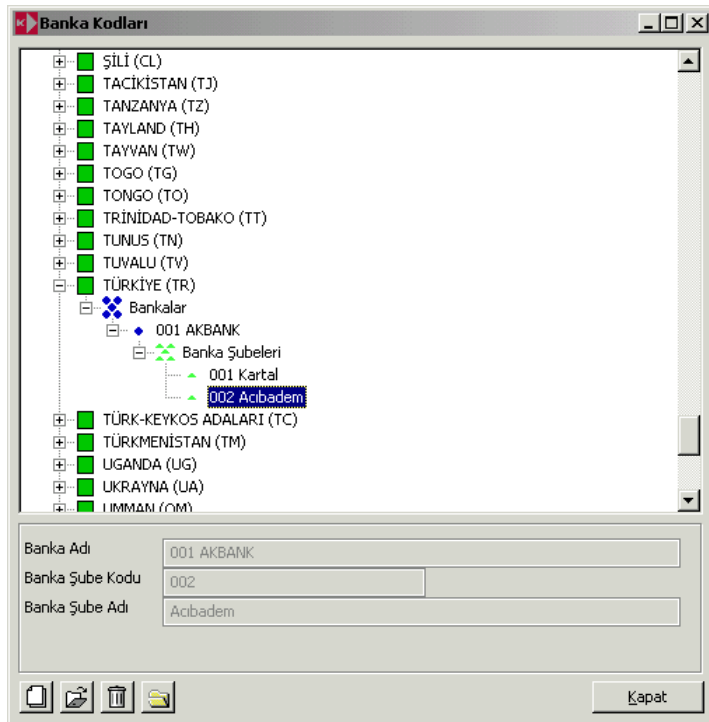 Banka Kodları
ŞİLİ (CL)
TACİKİSTAN (TJ)
TANZANYA (TZ)
TAYLAND (TH)
TAYVAN (TW)
TOGO (TG)
TONGO (TO)
TRİNİDAD-TOBAKO (TT)
TUNUS (TN)
TUVALU (TV)
TÜRKİYE (TR)
Bankalar
001 AKBANK
Banka Şubeleri
001 Kartal
002 Acıbadem
TÜRK-KEYKOS ADALARI (TC)
TÜRKMENİSTAN (TM)
UGANDA (UG)
UKRAYNA (UA)
UMMAN (OM)
Banka Adı 001 AKBANK
Banka Şube Kodu 002
Banka Şube Adı Acıbadem
Kapat